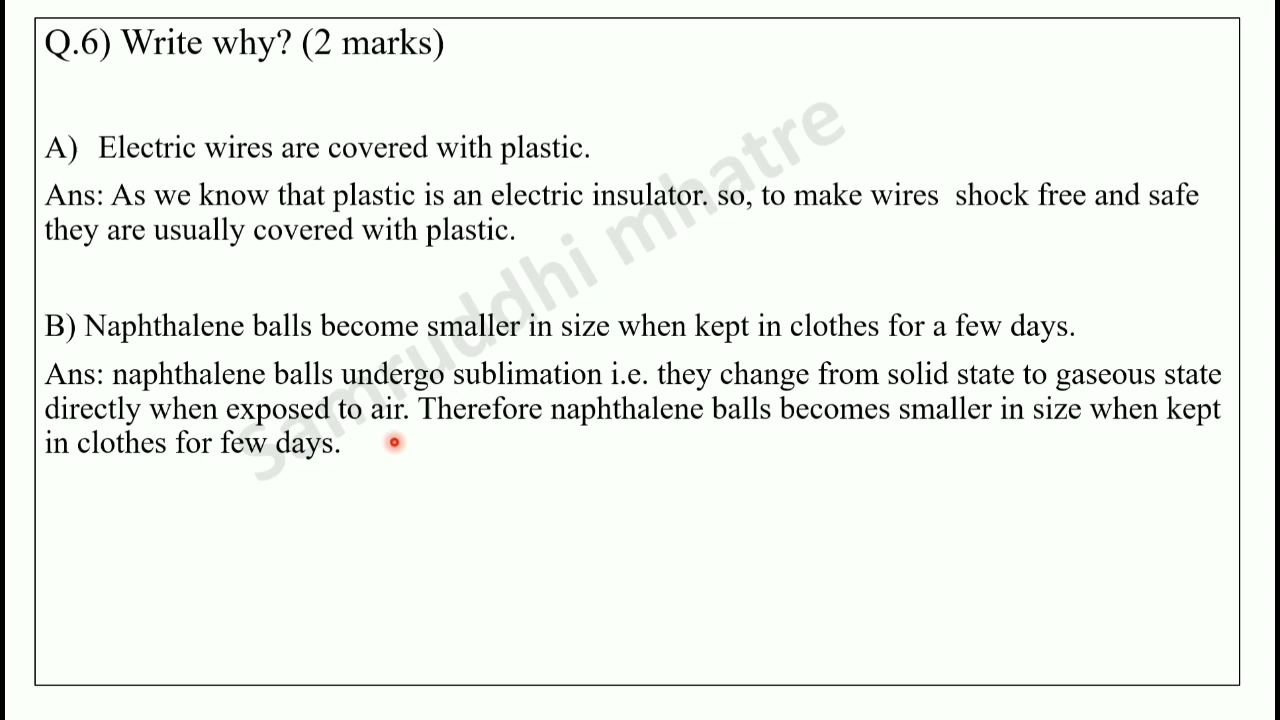 Q.6) Write why? (2 marks)
A) Electric wires are covered with plastic.
Ans: As we know that plastic is an electric insulator. so, to make wires  shock free and safe
they are usually covered with plastic.
B) Naphthalene balls become smaller in size when kept in clothes for a few days.
Ans: naphthalene balls undergo sublimation i.e. they change from solid state to gaseous state
directly when exposed to air. Therefore naphthalene balls becomes smaller in size when kept
in clothes for few days.
Samruddhi mhatre